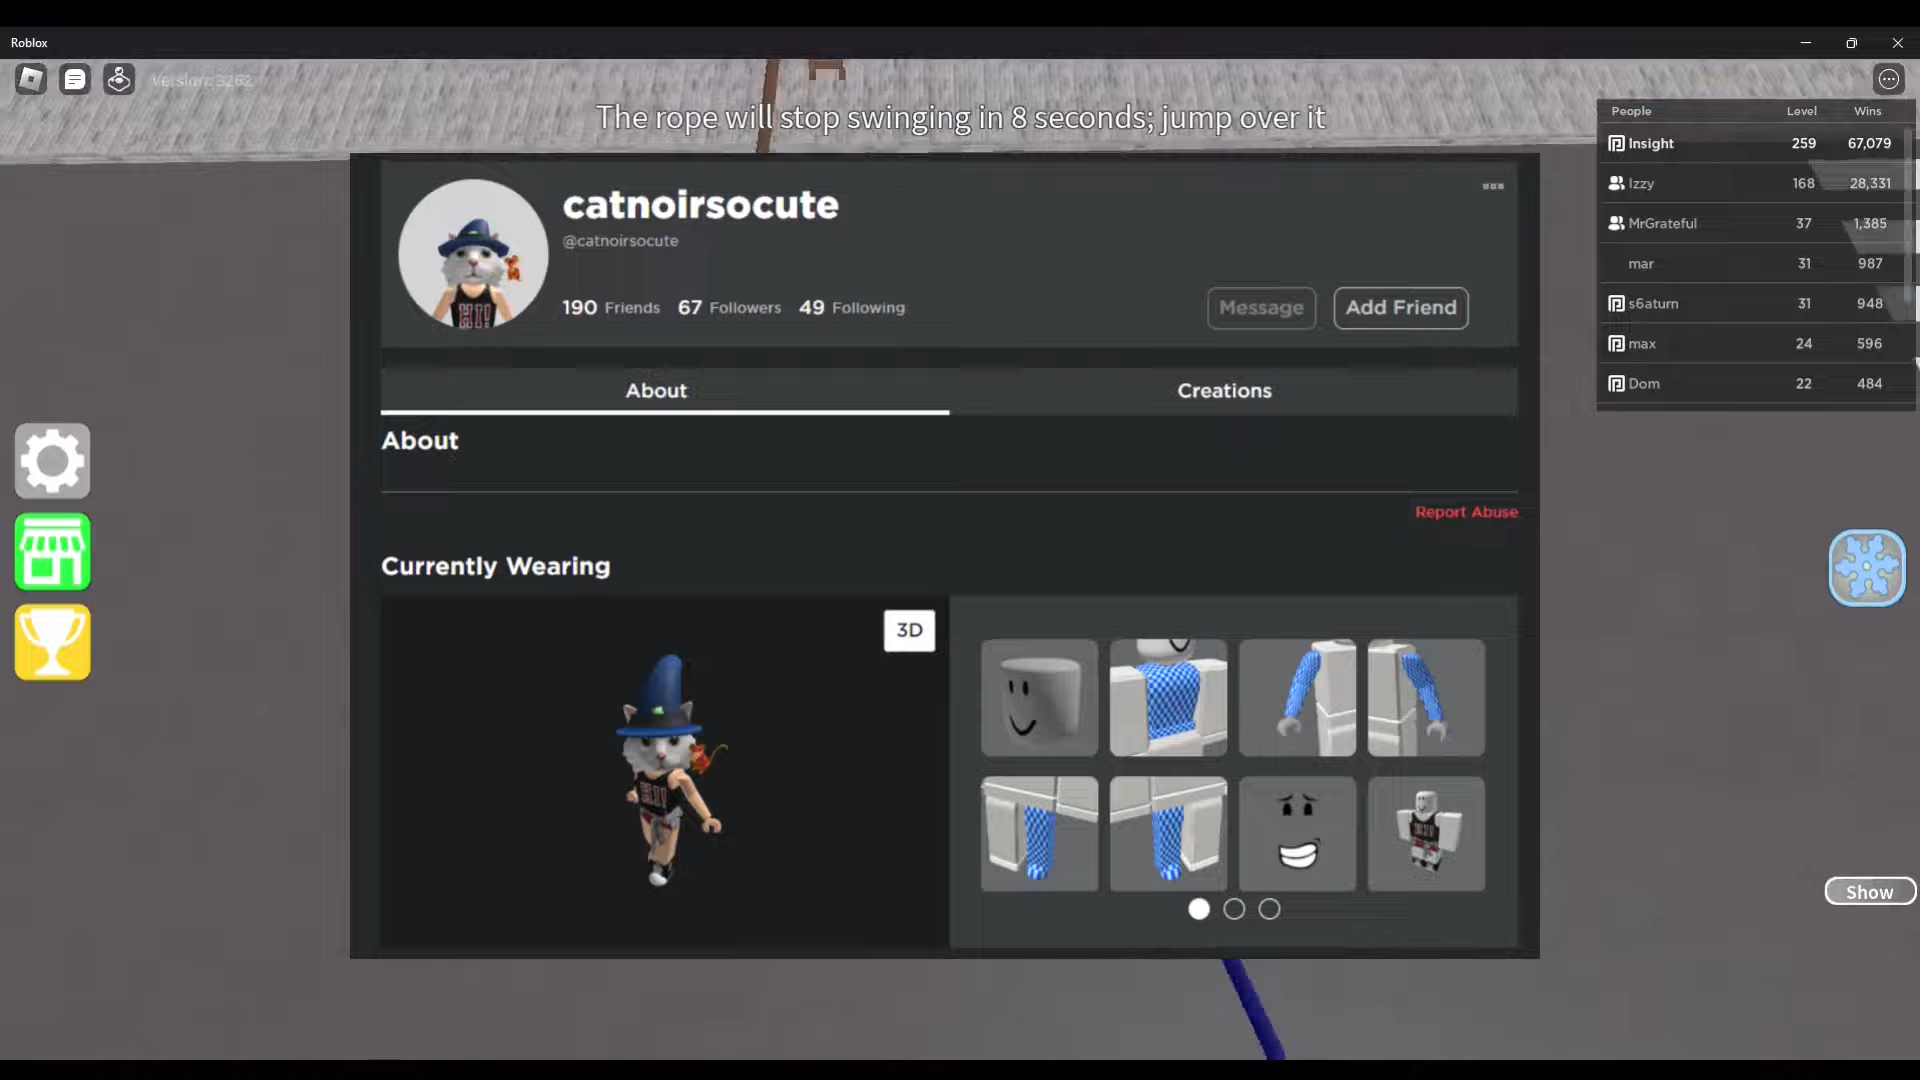 Roblox
Version: 3262
The rope will stop swinging in 8 seconds; jump over it
People Level Wins
Insight 259 67,079
Izzy 168 28,331
MrGrateful 37 1,385
mar 31 987
s6aturn 31 948
max 24 596
Dom 22 484
catnoirsocute
@catnoirsocute
190 Friends 67 Followers 49 Following
Message Add Friend
About Creations
About
Report Abuse
Currently Wearing
3D
Show